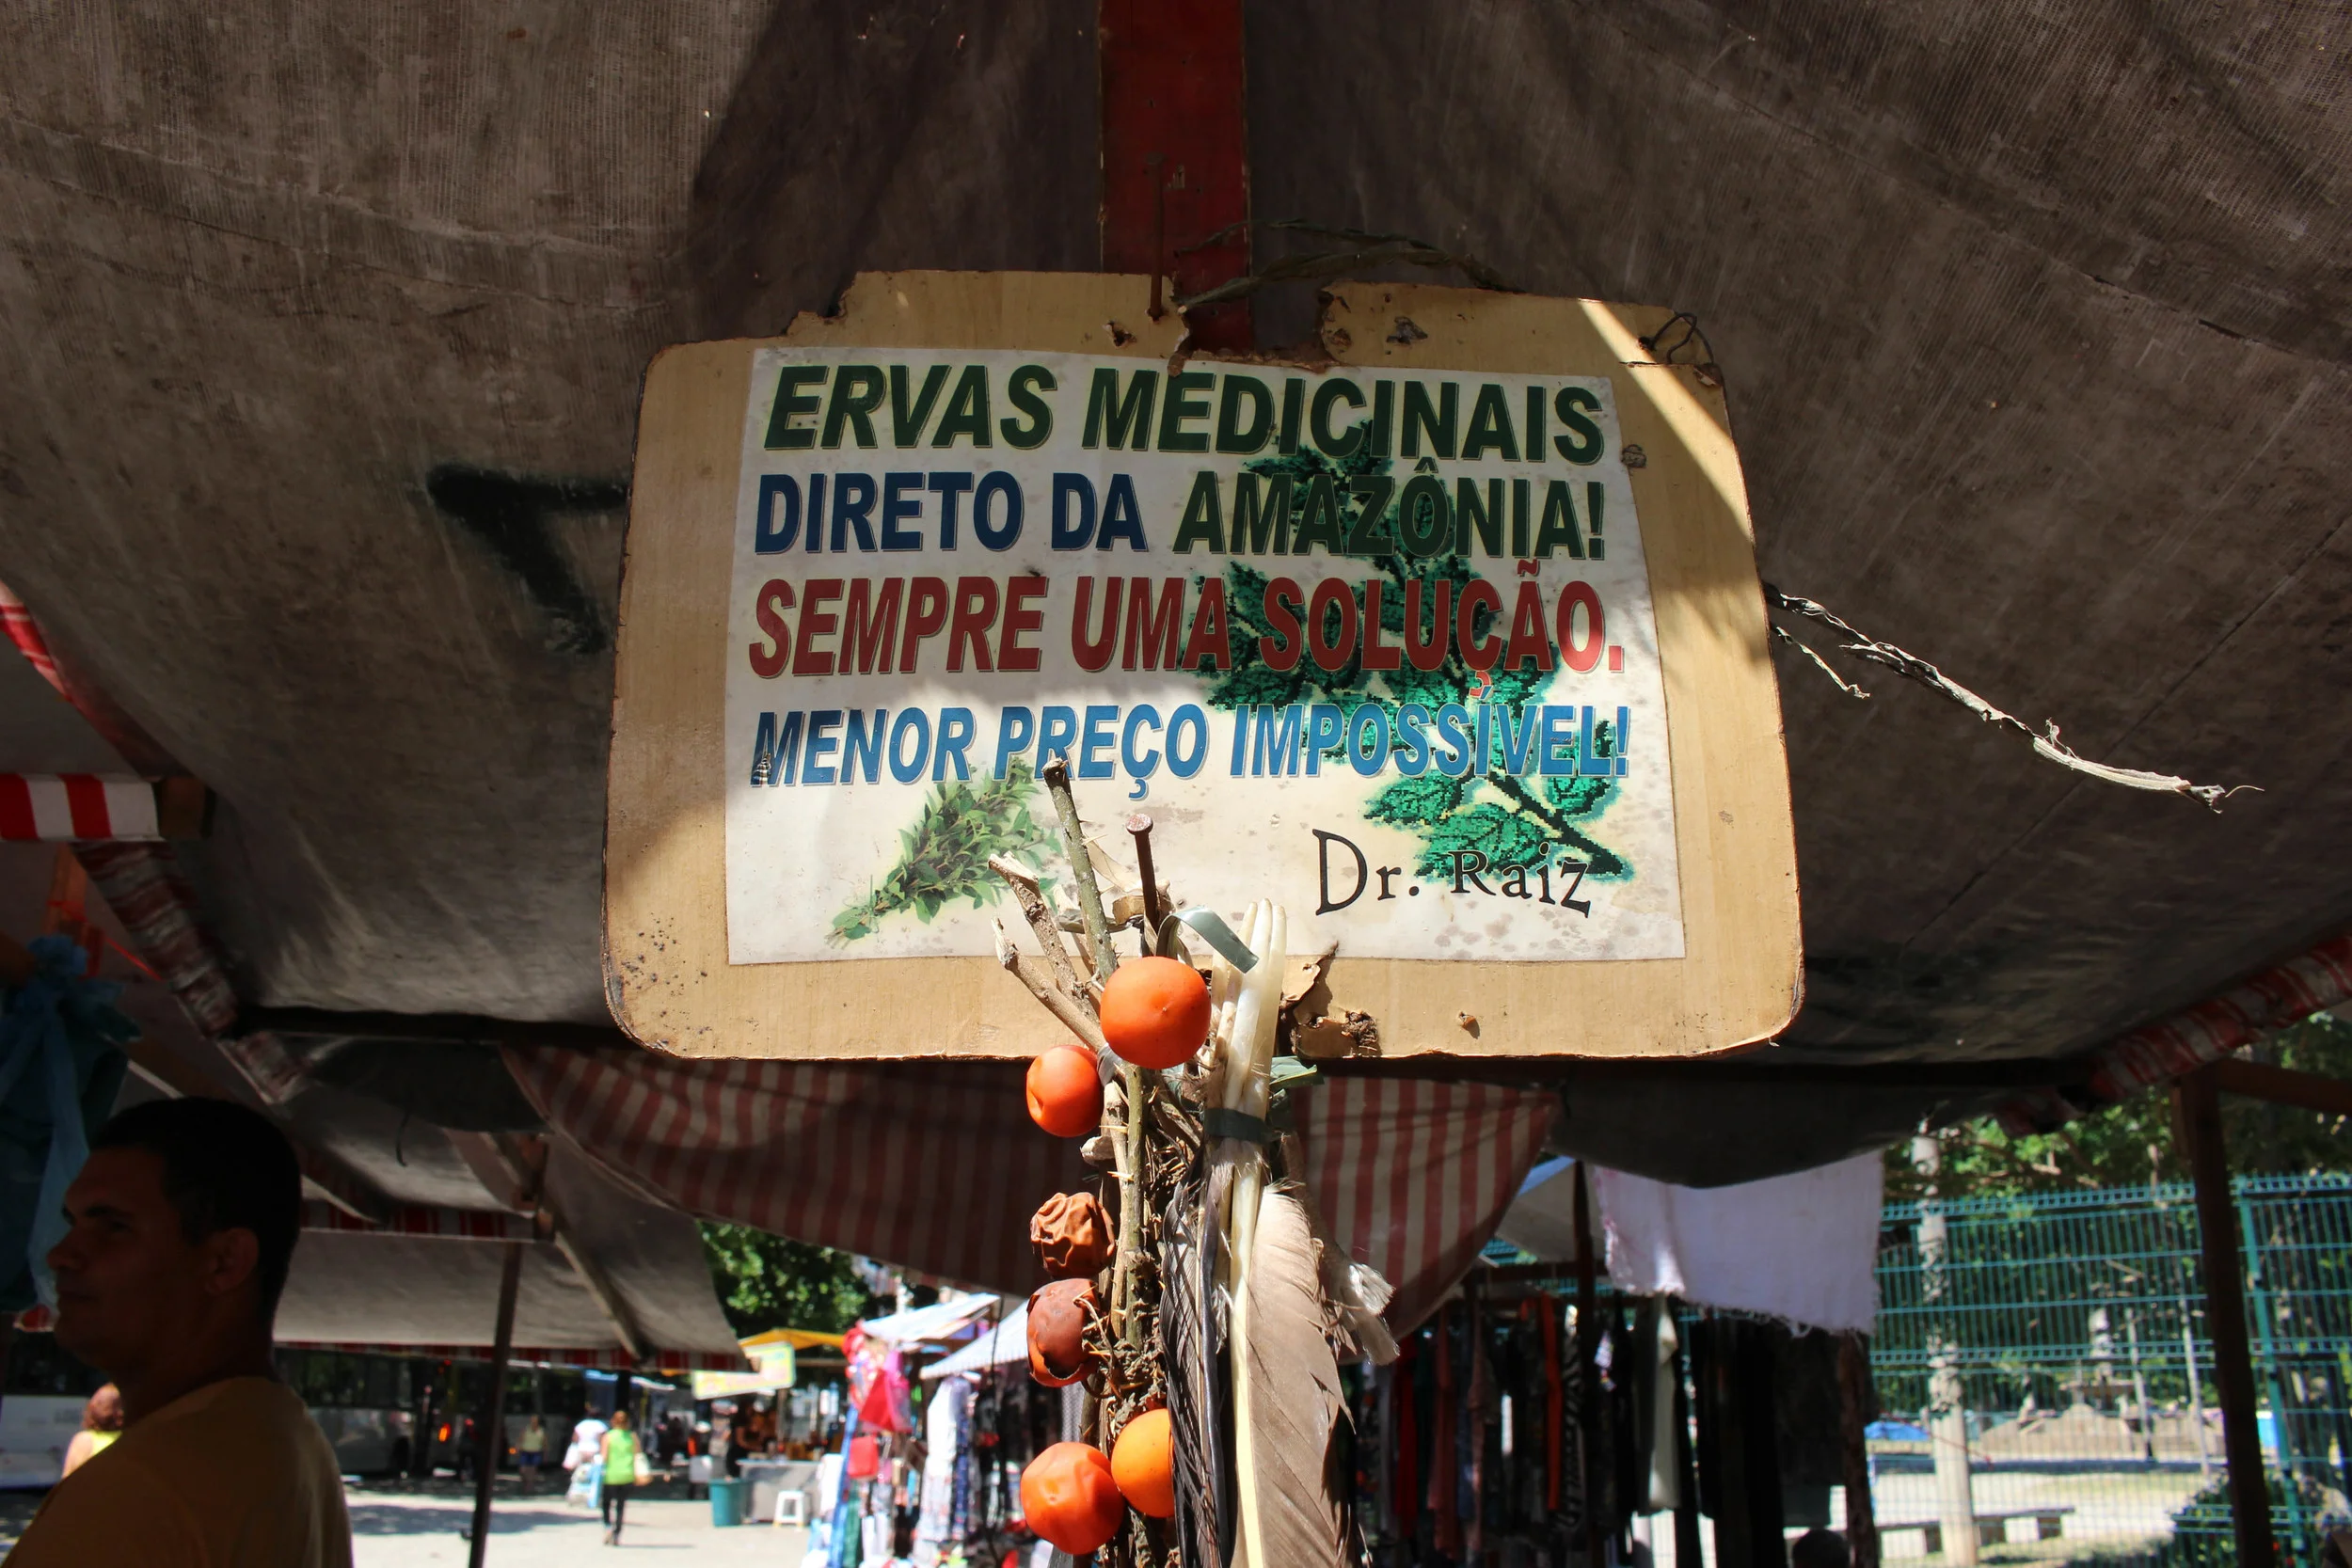 ERVAS MEDICINAIS
DIRETO DA AMAZÔNIA!
SEMPRE UMA SOLUÇÃO.
MENOR PREÇO IMPOSSÍVEL!
Dr. Raiz